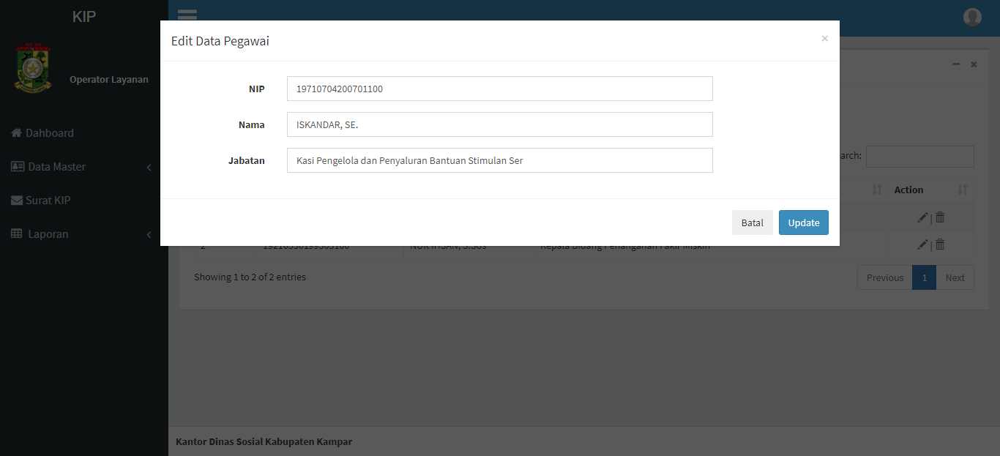 KIP
Operator Layanan
Dahboard
Data Master
Surat KIP
Laporan
Edit Data Pegawai
×
NIP
19710704200701100
Nama
ISKANDAR, SE.
Jabatan
Kasi Pengelola dan Penyaluran Bantuan Stimulan Ser
Batal
Update
arch:
Action
|
2 19210530199303100 NUR IHSAN, S.Sos Kepala Bidang Penanganan Fakir Miskin |
Showing 1 to 2 of 2 entries
Previous 1 Next
Kantor Dinas Sosial Kabupaten Kampar